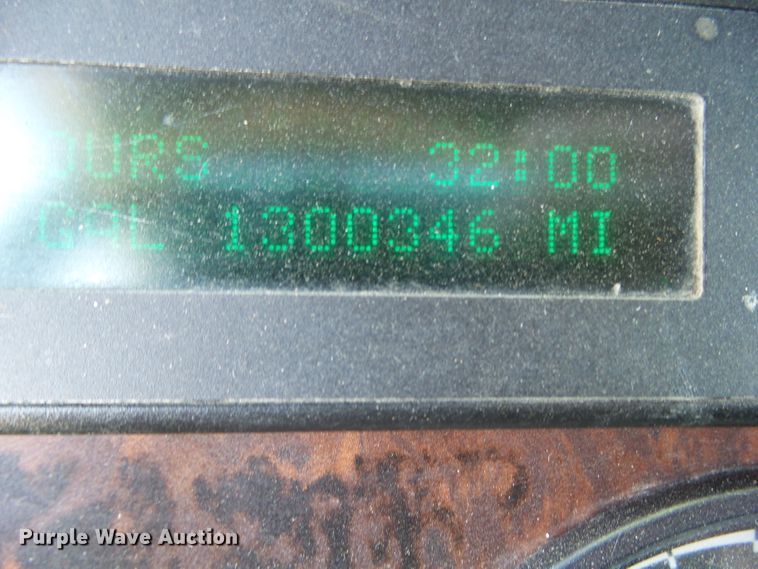 OURS 32:00
GAL 1300346 MI
Purple Wave Auction